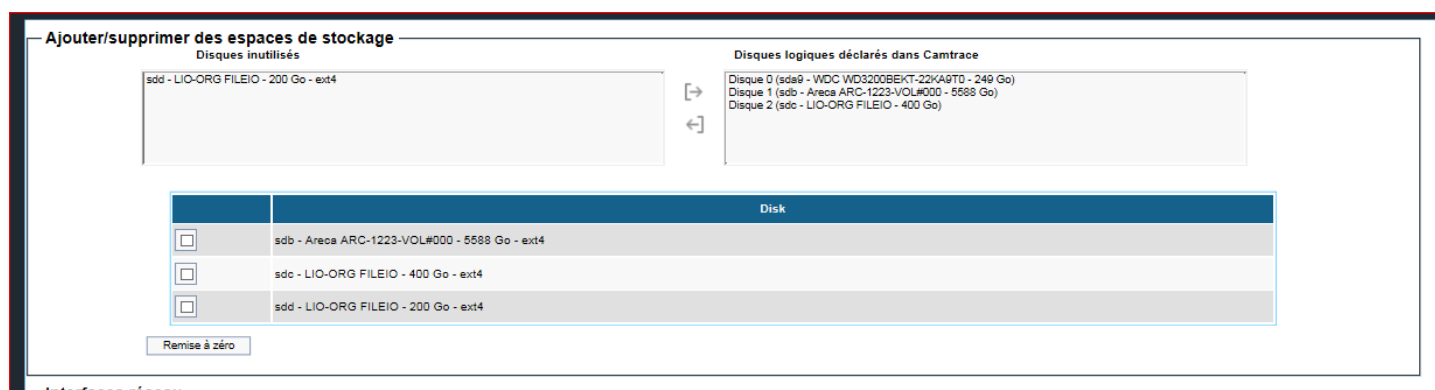 Ajouter/supprimer des espaces de stockage
Disques inutilisés
Disques logiques déclarés dans Camtrace
sdd - LIO-ORG FILEIO - 200 Go - ext4
Disque 0 (sda9 - WDC WD3200BEKT-22KA9T0 - 249 Go)
Disque 1 (sdb - Areca ARC-1223-VOL#000 - 5588 Go)
Disque 2 (sdc - LIO-ORG FILEIO - 400 Go)
Disk
sdb - Areca ARC-1223-VOL#000 - 5588 Go - ext4
sdc - LIO-ORG FILEIO - 400 Go - ext4
sdd - LIO-ORG FILEIO - 200 Go - ext4
Remise à zéro